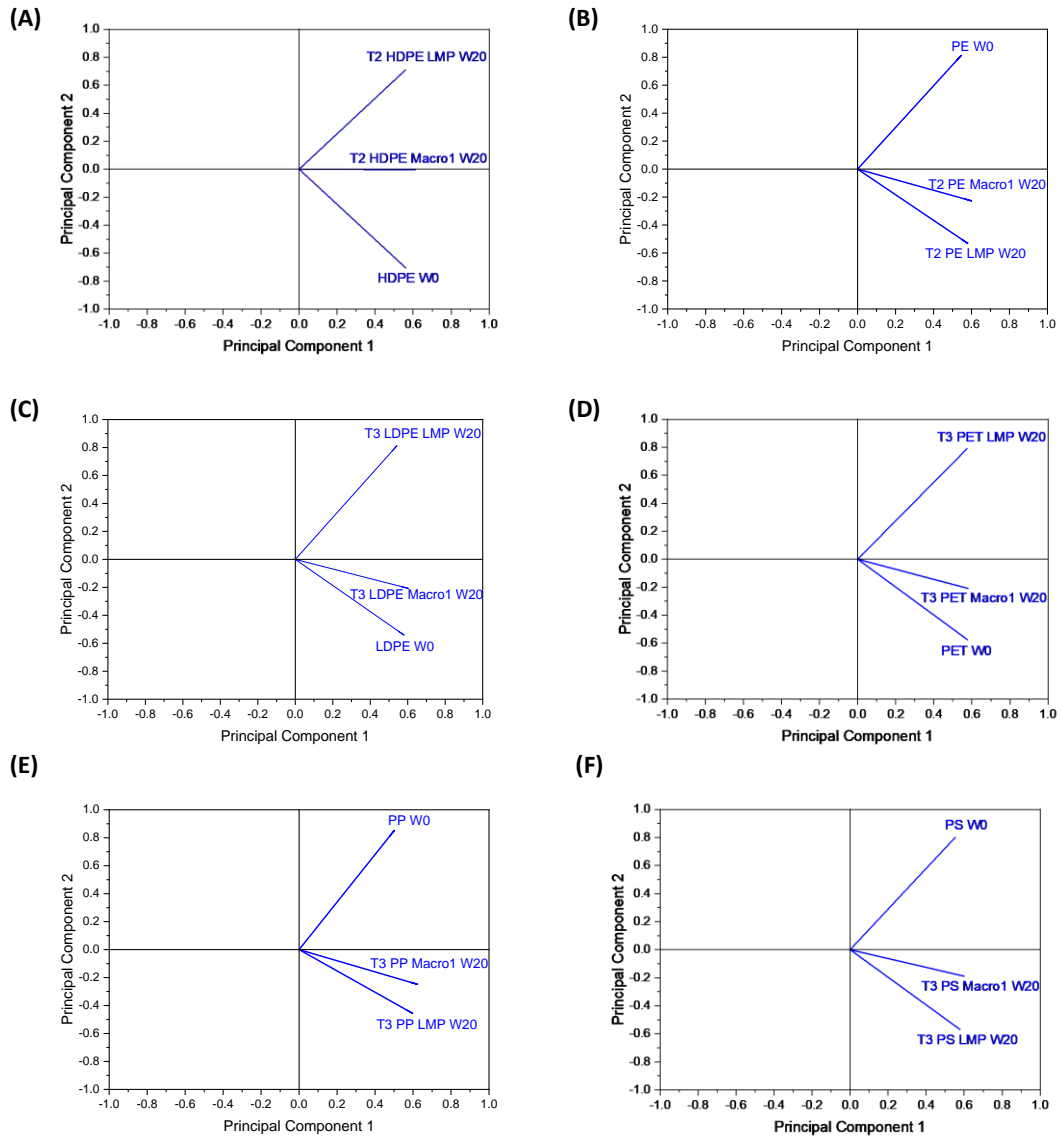 (A)
1.0
0.8
0.6
0.4
0.2
0.0
-0.2
-0.4
-0.6
-0.8
-1.0
Principal Component 2
T2 HDPE LMP W20
T2 HDPE Macro1 W20
HDPE W0
-1.0 -0.8 -0.6 -0.4 -0.2 0.0 0.2 0.4 0.6 0.8 1.0
Principal Component 1
(B)
1.0
0.8
0.6
0.4
0.2
0.0
-0.2
-0.4
-0.6
-0.8
-1.0
Principal Component 2
PE W0
T2 PE Macro1 W20
T2 PE LMP W20
-1.0 -0.8 -0.6 -0.4 -0.2 0.0 0.2 0.4 0.6 0.8 1.0
Principal Component 1
(C)
1.0
0.8
0.6
0.4
0.2
0.0
-0.2
-0.4
-0.6
-0.8
-1.0
Principal Component 2
T3 LDPE LMP W20
T3 LDPE Macro1 W20
LDPE W0
-1.0 -0.8 -0.6 -0.4 -0.2 0.0 0.2 0.4 0.6 0.8 1.0
Principal Component 1
(D)
1.0
0.8
0.6
0.4
0.2
0.0
-0.2
-0.4
-0.6
-0.8
-1.0
Principal Component 2
T3 PET LMP W20
T3 PET Macro1 W20
PET W0
-1.0 -0.8 -0.6 -0.4 -0.2 0.0 0.2 0.4 0.6 0.8 1.0
Principal Component 1
(E)
1.0
0.8
0.6
0.4
0.2
0.0
-0.2
-0.4
-0.6
-0.8
-1.0
Principal Component 2
PP W0
T3 PP Macro1 W20
T3 PP LMP W20
-1.0 -0.8 -0.6 -0.4 -0.2 0.0 0.2 0.4 0.6 0.8 1.0
Principal Component 1
(F)
1.0
0.8
0.6
0.4
0.2
0.0
-0.2
-0.4
-0.6
-0.8
-1.0
Principal Component 2
PS W0
T3 PS Macro1 W20
T3 PS LMP W20
-1.0 -0.8 -0.6 -0.4 -0.2 0.0 0.2 0.4 0.6 0.8 1.0
Principal Component 1